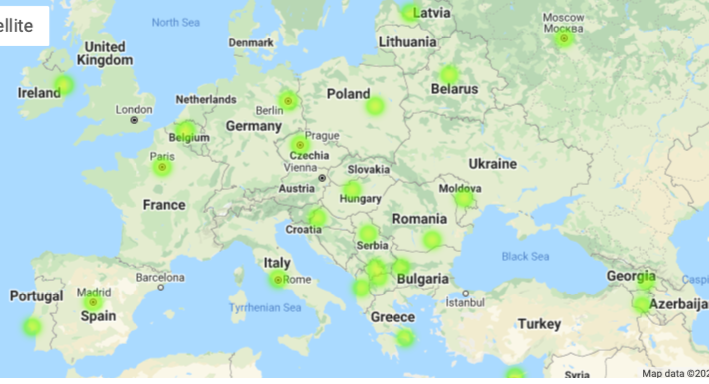 ellite
North Sea
Latvia
Moscow
Москва
Lithuania
Denmark
United
Kingdom
Ireland
Belarus
Netherlands
Poland
London
Berlin
Germany
Belgium
Prague
Czechia
Paris
Ukraine
Vienna
Slovakia
Austria
Moldova
Hungary
France
Romania
Croatia
Serbia
Black Sea
Italy
Rome
Bulgaria
Georgia
Caspi
Barcelona
Portugal
Madrid
Spain
İstanbul
Azerbaija
Tyrrhenian Sea
Greece
Turkey
Syria
Map data ©202